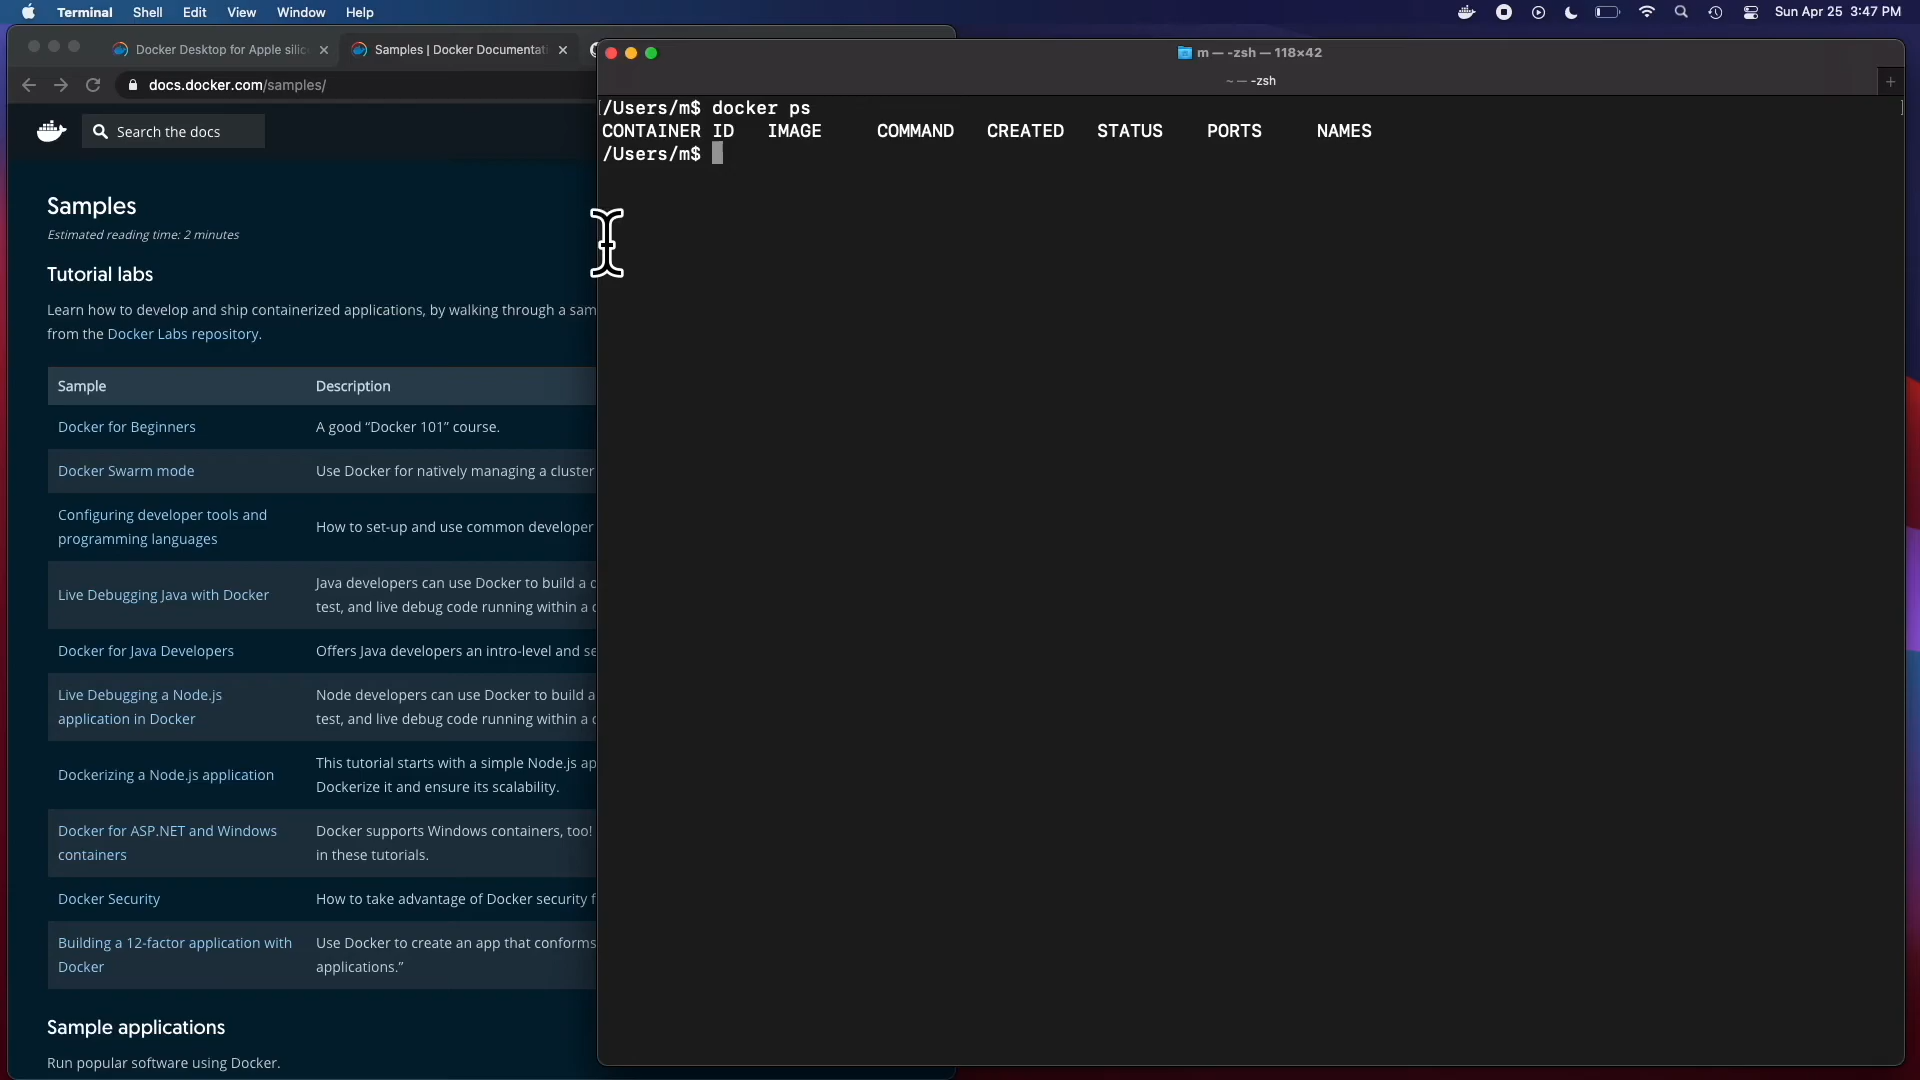 Terminal Shell Edit View Window Help
Sun Apr 25 3:47 PM
Docker Desktop for Apple silic
Samples | Docker Documentati
docs.docker.com/samples/
Search the docs
Samples
Estimated reading time: 2 minutes
Tutorial labs
Learn how to develop and ship containerized applications, by walking through a sam
from the Docker Labs repository.
Sample Description
Docker for Beginners A good “Docker 101” course.
Docker Swarm mode Use Docker for natively managing a cluster
Configuring developer tools and
programming languages
How to set-up and use common developer
Live Debugging Java with Docker
Java developers can use Docker to build a
test, and live debug code running within a
Docker for Java Developers Offers Java developers an intro-level and se
Live Debugging a Node.js
application in Docker
Node developers can use Docker to build a
test, and live debug code running within a
Dockerizing a Node.js application
This tutorial starts with a simple Node.js ap
Dockerize it and ensure its scalability.
Docker for ASP.NET and Windows
containers
Docker supports Windows containers, too!
in these tutorials.
Docker Security How to take advantage of Docker security f
Building a 12-factor application with
Docker
Use Docker to create an app that conforms
applications.”
Sample applications
Run popular software using Docker.
m — -zsh — 118×42
~ — -zsh
/Users/m$ docker ps
CONTAINER ID IMAGE COMMAND CREATED STATUS PORTS NAMES
/Users/m$